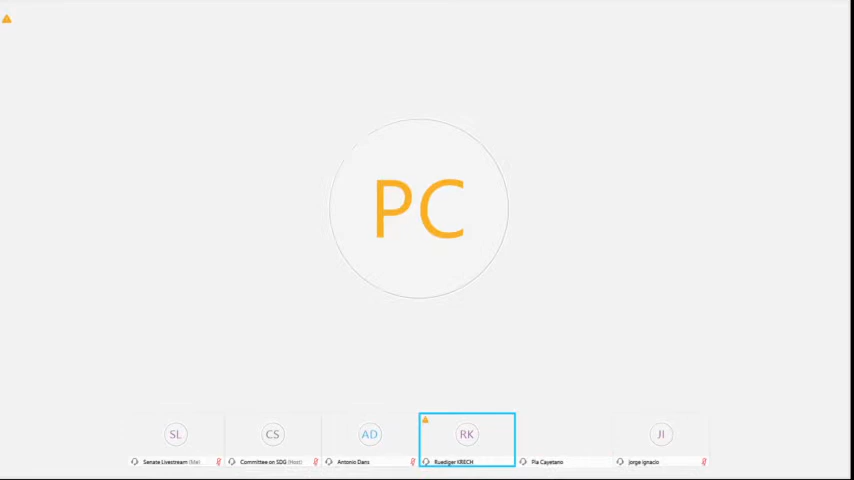 PC
SL
CS
AD
RK
JI
Senate Livestream (Me)
Committee on SDG (Host)
Antonio Dans
Ruediger KRECH
Pia Cayetano
Jorge Ignacio